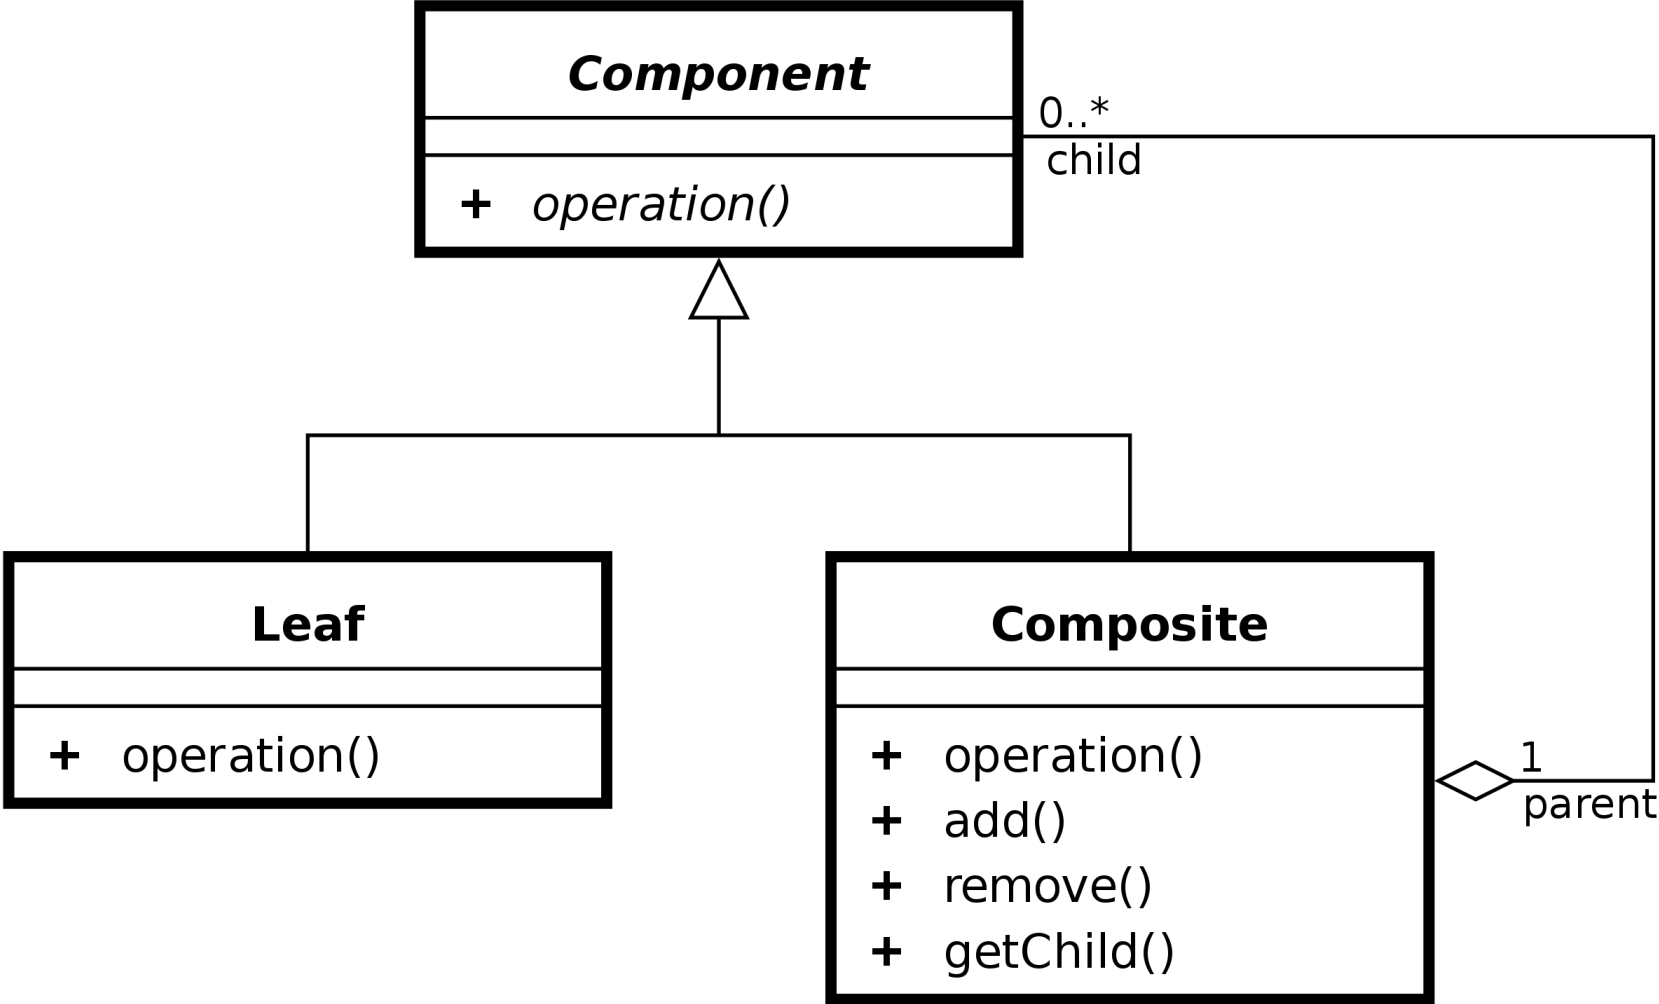 Component
0..*
child
+ operation()
Leaf
+ operation()
Composite
+ operation()
+ add()
+ remove()
+ getChild()
1
parent